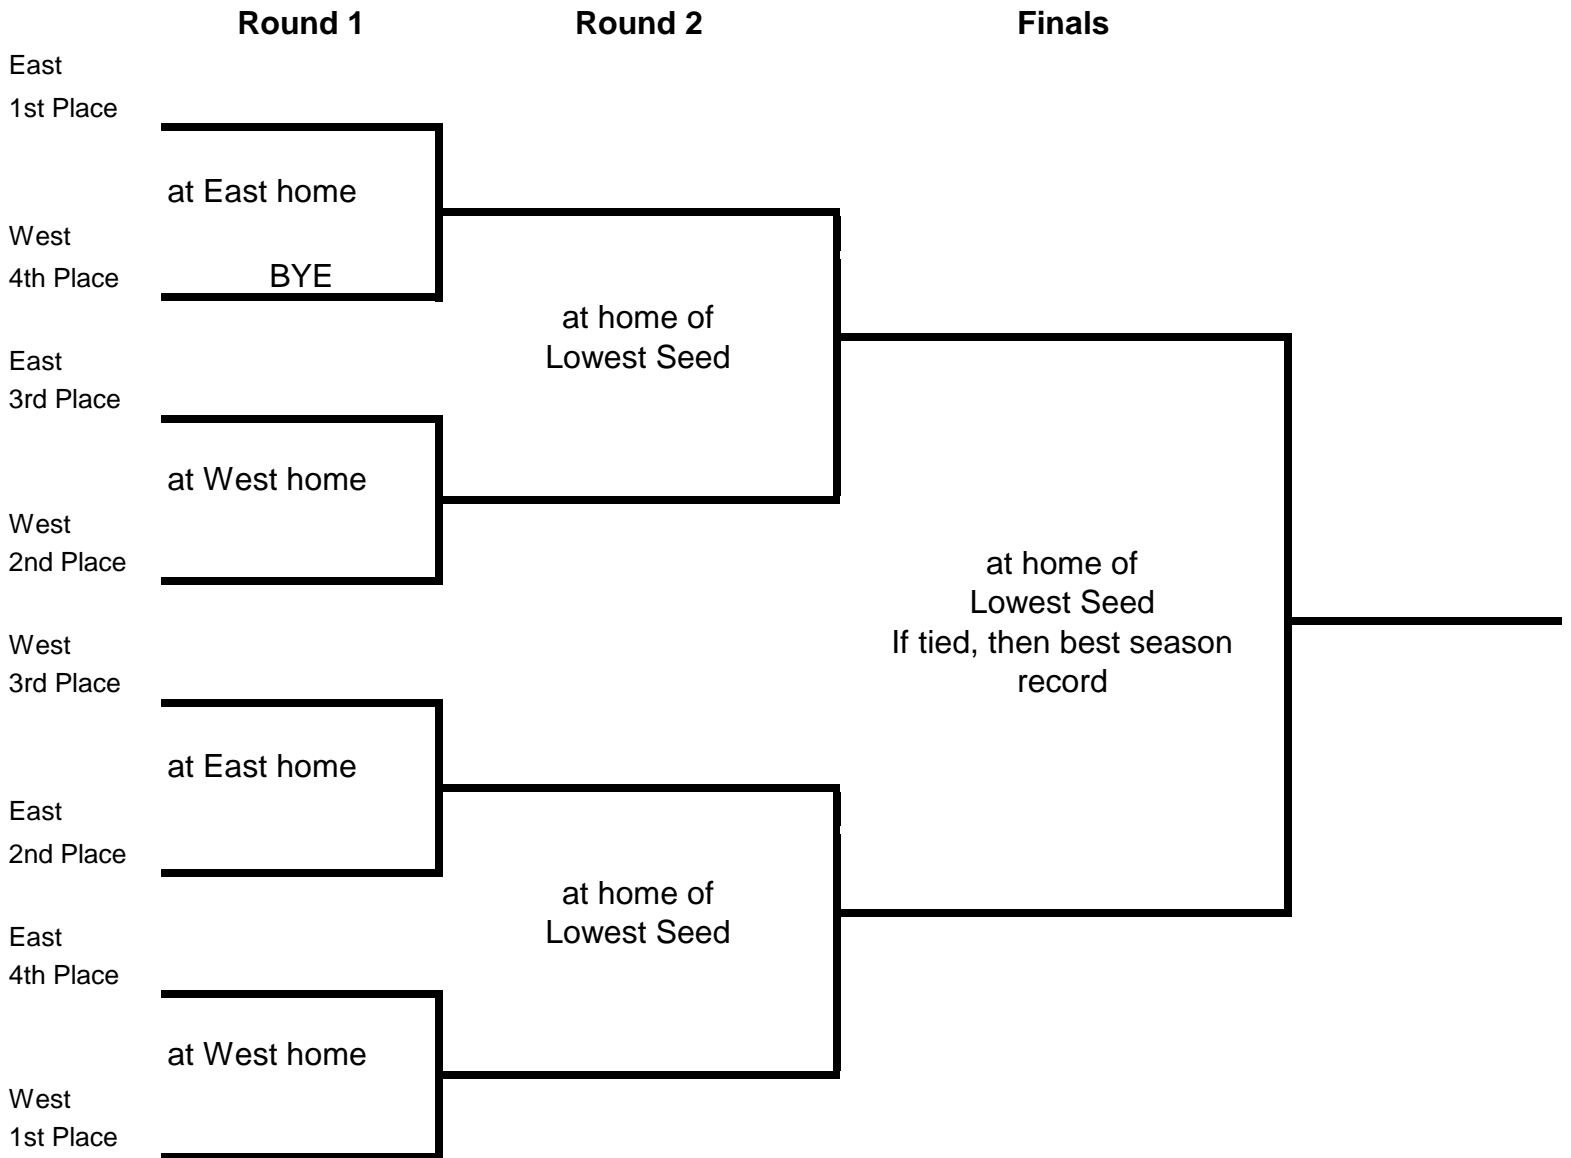 Round 1
Round 2
Finals
East
1st Place
at East home
West
4th Place
BYE
at home of
Lowest Seed
East
3rd Place
at West home
West
2nd Place
at home of
Lowest Seed
If tied, then best season
record
West
3rd Place
at East home
East
2nd Place
at home of
Lowest Seed
East
4th Place
at West home
West
1st Place